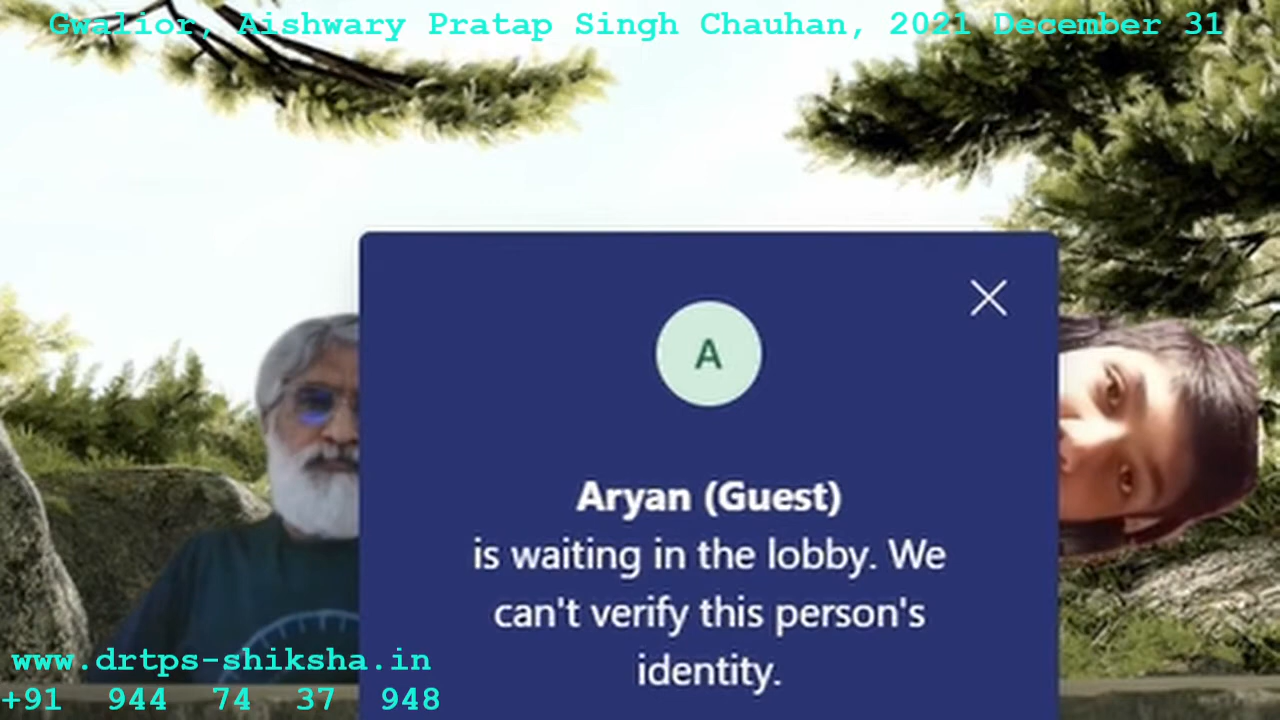 Gwalior, Aishwary Pratap Singh Chauhan, 2021 December 31
A
Aryan (Guest)
is waiting in the lobby. We
can't verify this person's
identity.
www.drtps-shiksha.in
+91 944 74 37 948